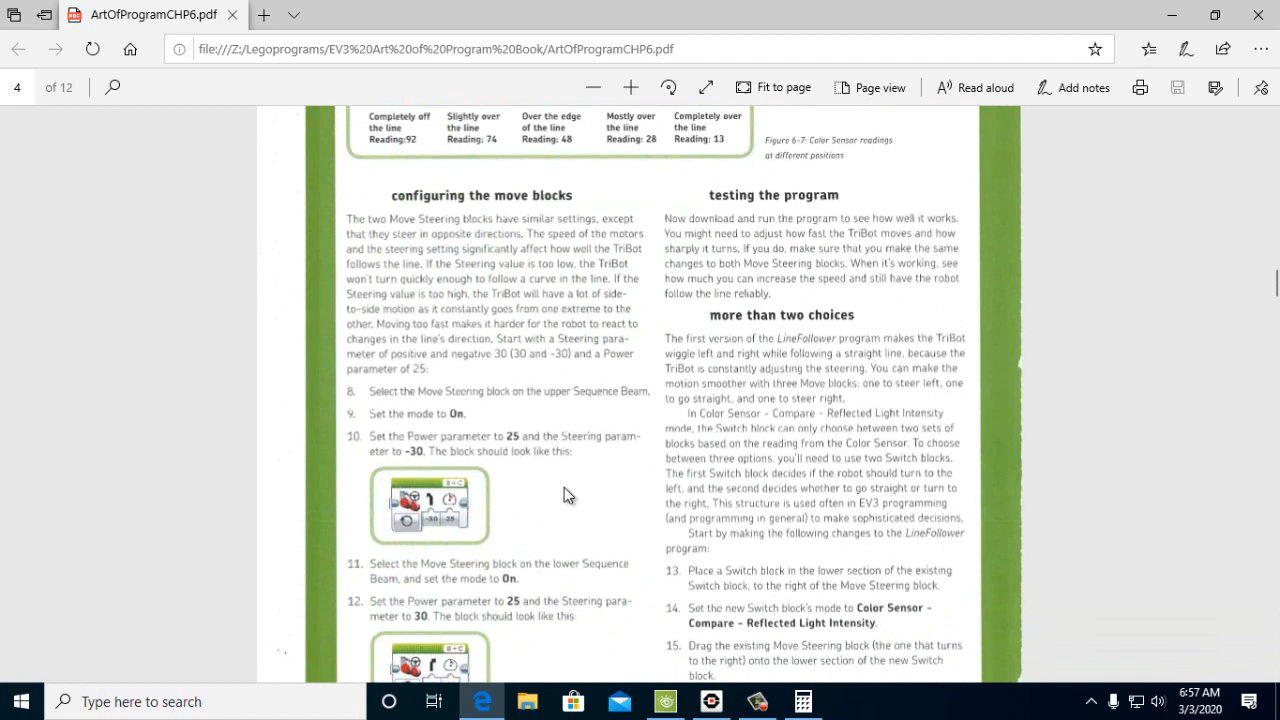 ArtOfProgramCHP6.pdf
file:///Z:/Legoprograms/EV3%20Art%20of%20Program%20Book/ArtOfProgramCHP6.pdf
4 of 12
Fit to page
Page view
Read aloud
Add notes
Completely off the line Reading:92
Slightly over the line Reading: 74
Over the edge of the line Reading: 48
Mostly over the line Reading: 28
Completely over the line Reading: 13
Figure 6-7: Color Sensor readings
at different positions
configuring the move blocks
The two Move Steering blocks have similar settings, except
that they steer in opposite directions. The speed of the motors
and the steering setting significantly affect how well the TriBot
follows the line. If the Steering value is too low, the TriBot
won't turn quickly enough to follow a curve in the line. If the
Steering value is too high, the TriBot will have a lot of side-
to-side motion as it constantly goes from one extreme to the
other. Moving too fast makes it harder for the robot to react to
changes in the line's direction. Start with a Steering para-
meter of positive and negative 30 (30 and -30) and a Power
parameter of 25:
8. Select the Move Steering block on the upper Sequence Beam.
9. Set the mode to On.
10. Set the Power parameter to 25 and the Steering param-
eter to -30. The block should look like this:
B + C
-30 25
11. Select the Move Steering block on the lower Sequence
Beam, and set the mode to On.
12. Set the Power parameter to 25 and the Steering para-
meter to 30. The block should look like this:
B + C
testing the program
Now download and run the program to see how well it works.
You might need to adjust how fast the TriBot moves and how
sharply it turns. If you do, make sure that you make the same
changes to both Move Steering blocks. When it's working, see
how much you can increase the speed and still have the robot
follow the line reliably.
more than two choices
The first version of the LineFollower program makes the TriBot
wiggle left and right while following a straight line, because the
TriBot is constantly adjusting the steering. You can make the
motion smoother with three Move blocks: one to steer left, one
to go straight, and one to steer right.
In Color Sensor - Compare - Reflected Light Intensity
mode, the Switch block can only choose between two sets of
blocks based on the reading from the Color Sensor. To choose
between three options, you'll need to use two Switch blocks.
The first Switch block decides if the robot should turn to the
left, and the second decides whether to go straight or turn to
the right. This structure is used often in EV3 programming
(and programming in general) to make sophisticated decisions.
Start by making the following changes to the LineFollower
program:
13. Place a Switch block in the lower section of the existing
Switch block, to the right of the Move Steering block.
14. Set the new Switch block's mode to Color Sensor -
Compare - Reflected Light Intensity.
15. Drag the existing Move Steering block (the one that turns
to the right) onto the lower section of the new Switch
block.
Type here to search
6:57 AM
3/3/2020